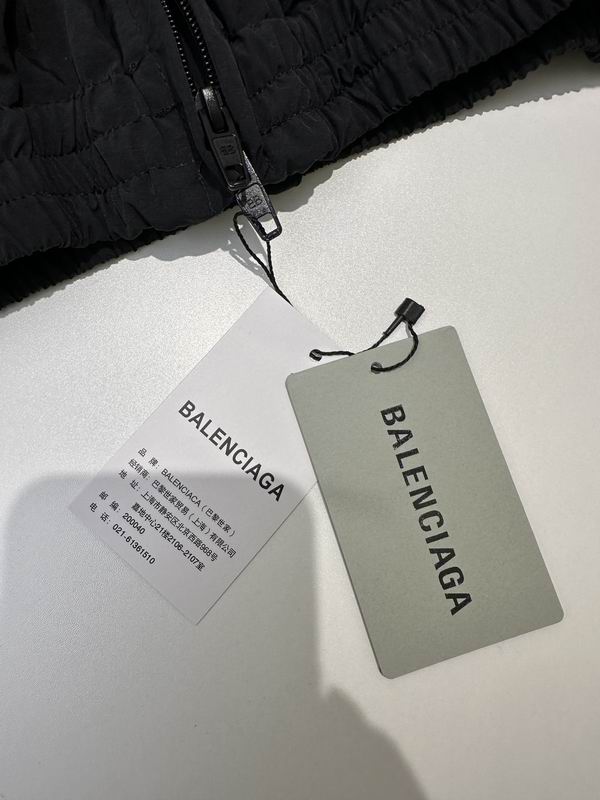 BB
BB
BALENCIAGA
品 牌：BALENCIACA（巴黎世家）
经销商：巴黎世家贸易（上海）有限公司
地 址：上海市静安区北京西路968号
嘉地中心21楼2106-2107室
邮 编：200040
电 话：021-61361510
BALENCIAGA